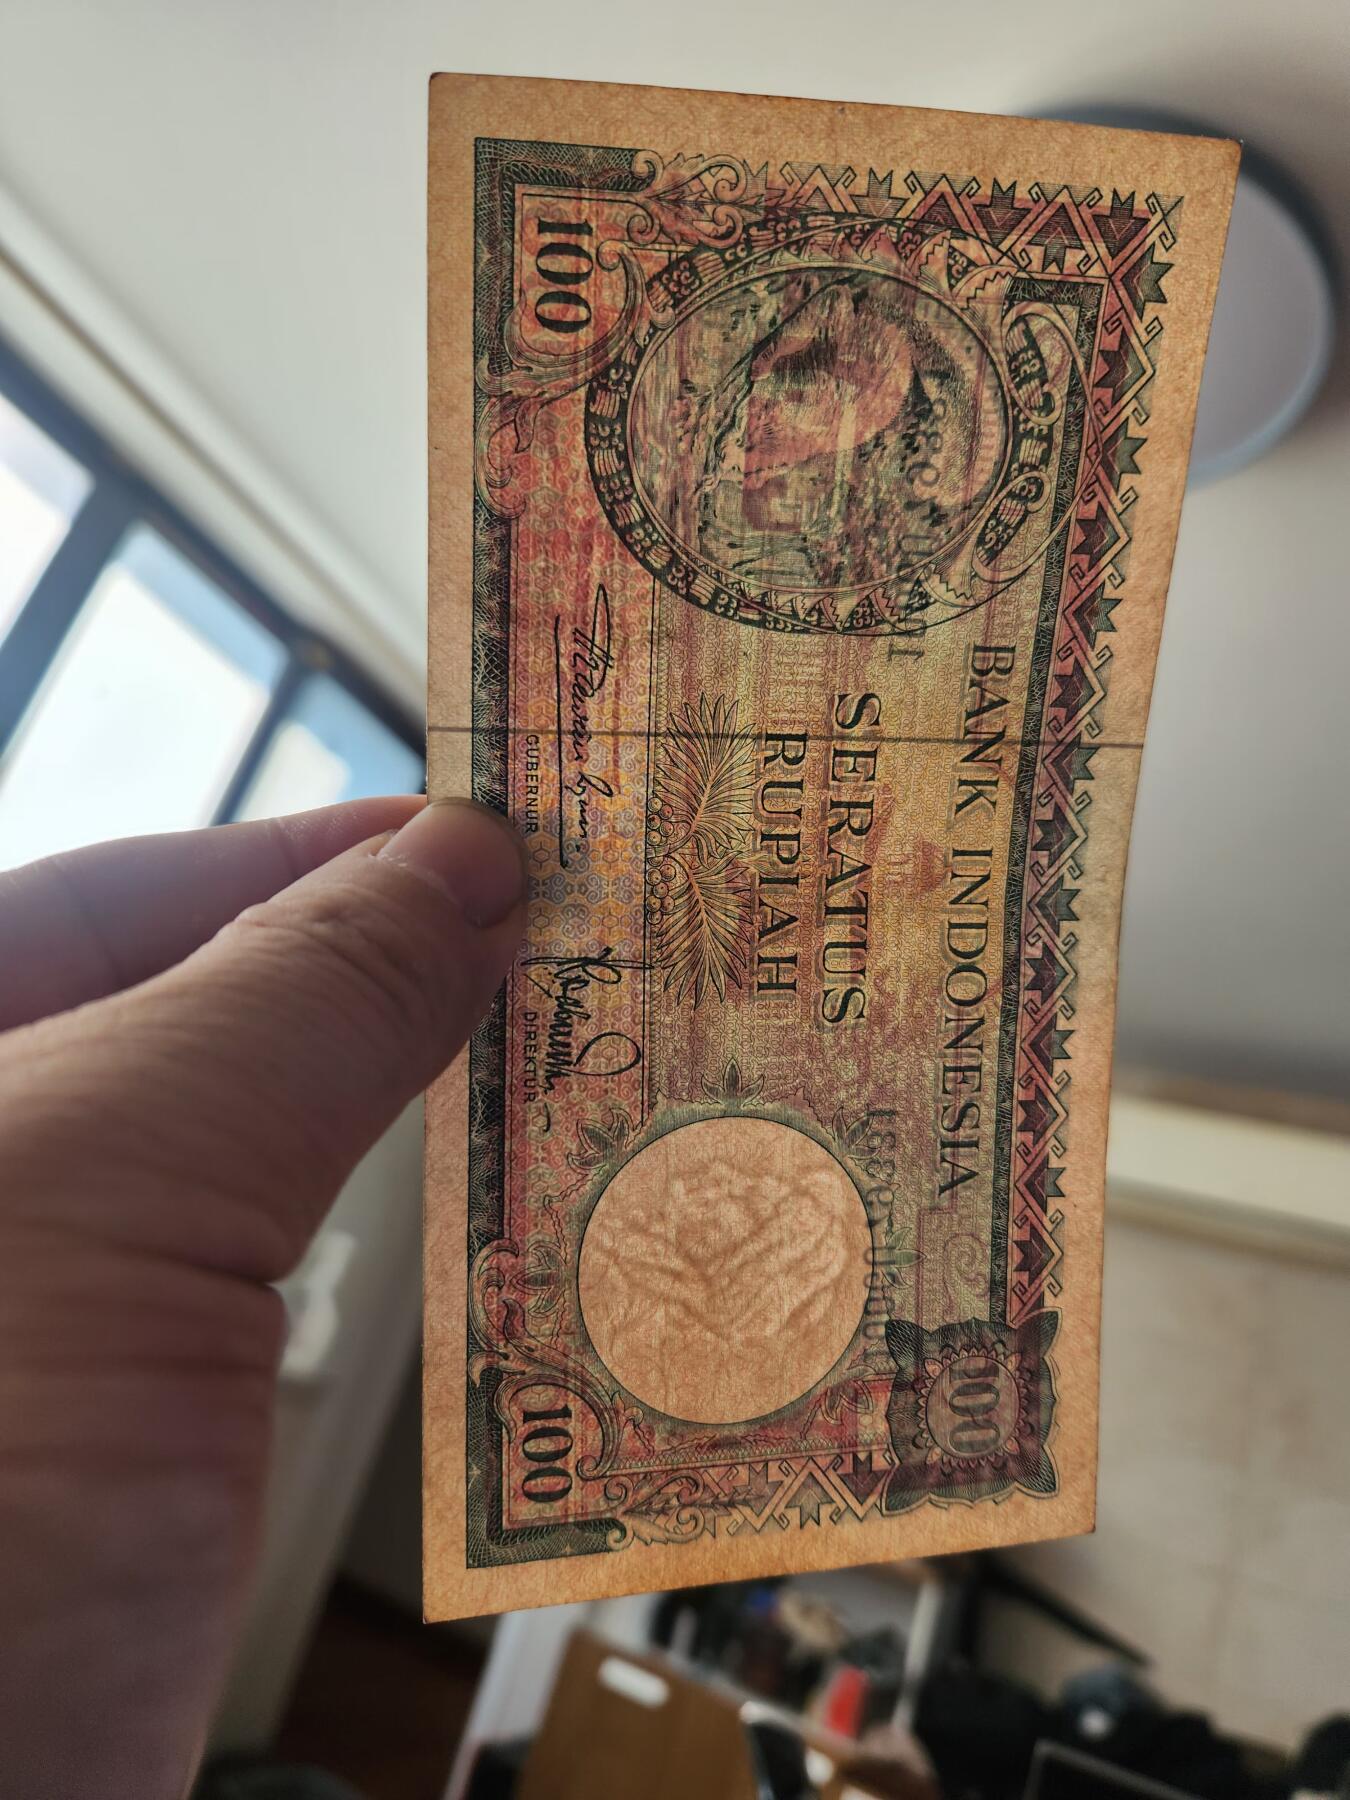 BANK INDONESIA
SERATUS
RUPIAH
GUBERNUR
DIREKTUR
100
100
100